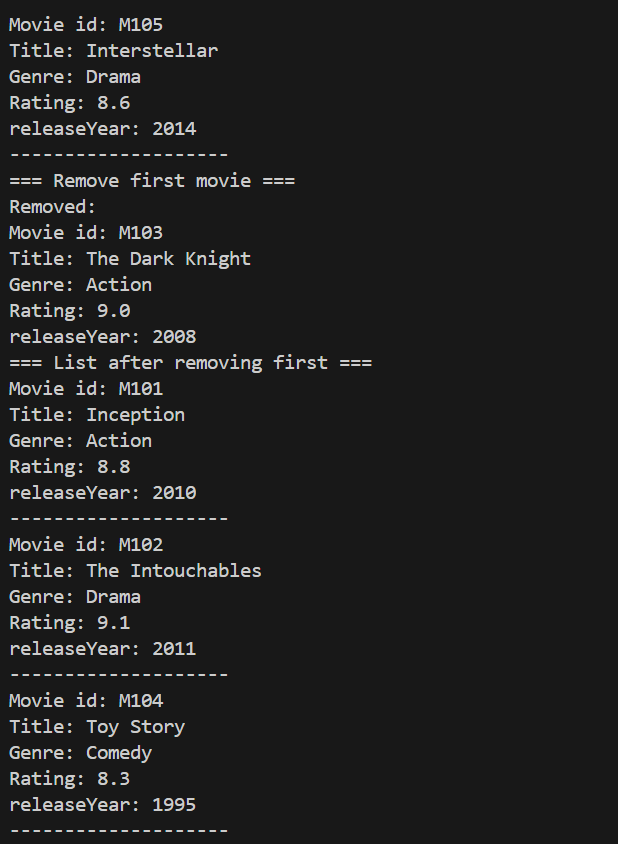 Movie id: M105
Title: Interstellar
Genre: Drama
Rating: 8.6
releaseYear: 2014
--------------------
=== Remove first movie ===
Removed:
Movie id: M103
Title: The Dark Knight
Genre: Action
Rating: 9.0
releaseYear: 2008
=== List after removing first ===
Movie id: M101
Title: Inception
Genre: Action
Rating: 8.8
releaseYear: 2010
--------------------
Movie id: M102
Title: The Intouchables
Genre: Drama
Rating: 9.1
releaseYear: 2011
--------------------
Movie id: M104
Title: Toy Story
Genre: Comedy
Rating: 8.3
releaseYear: 1995
--------------------